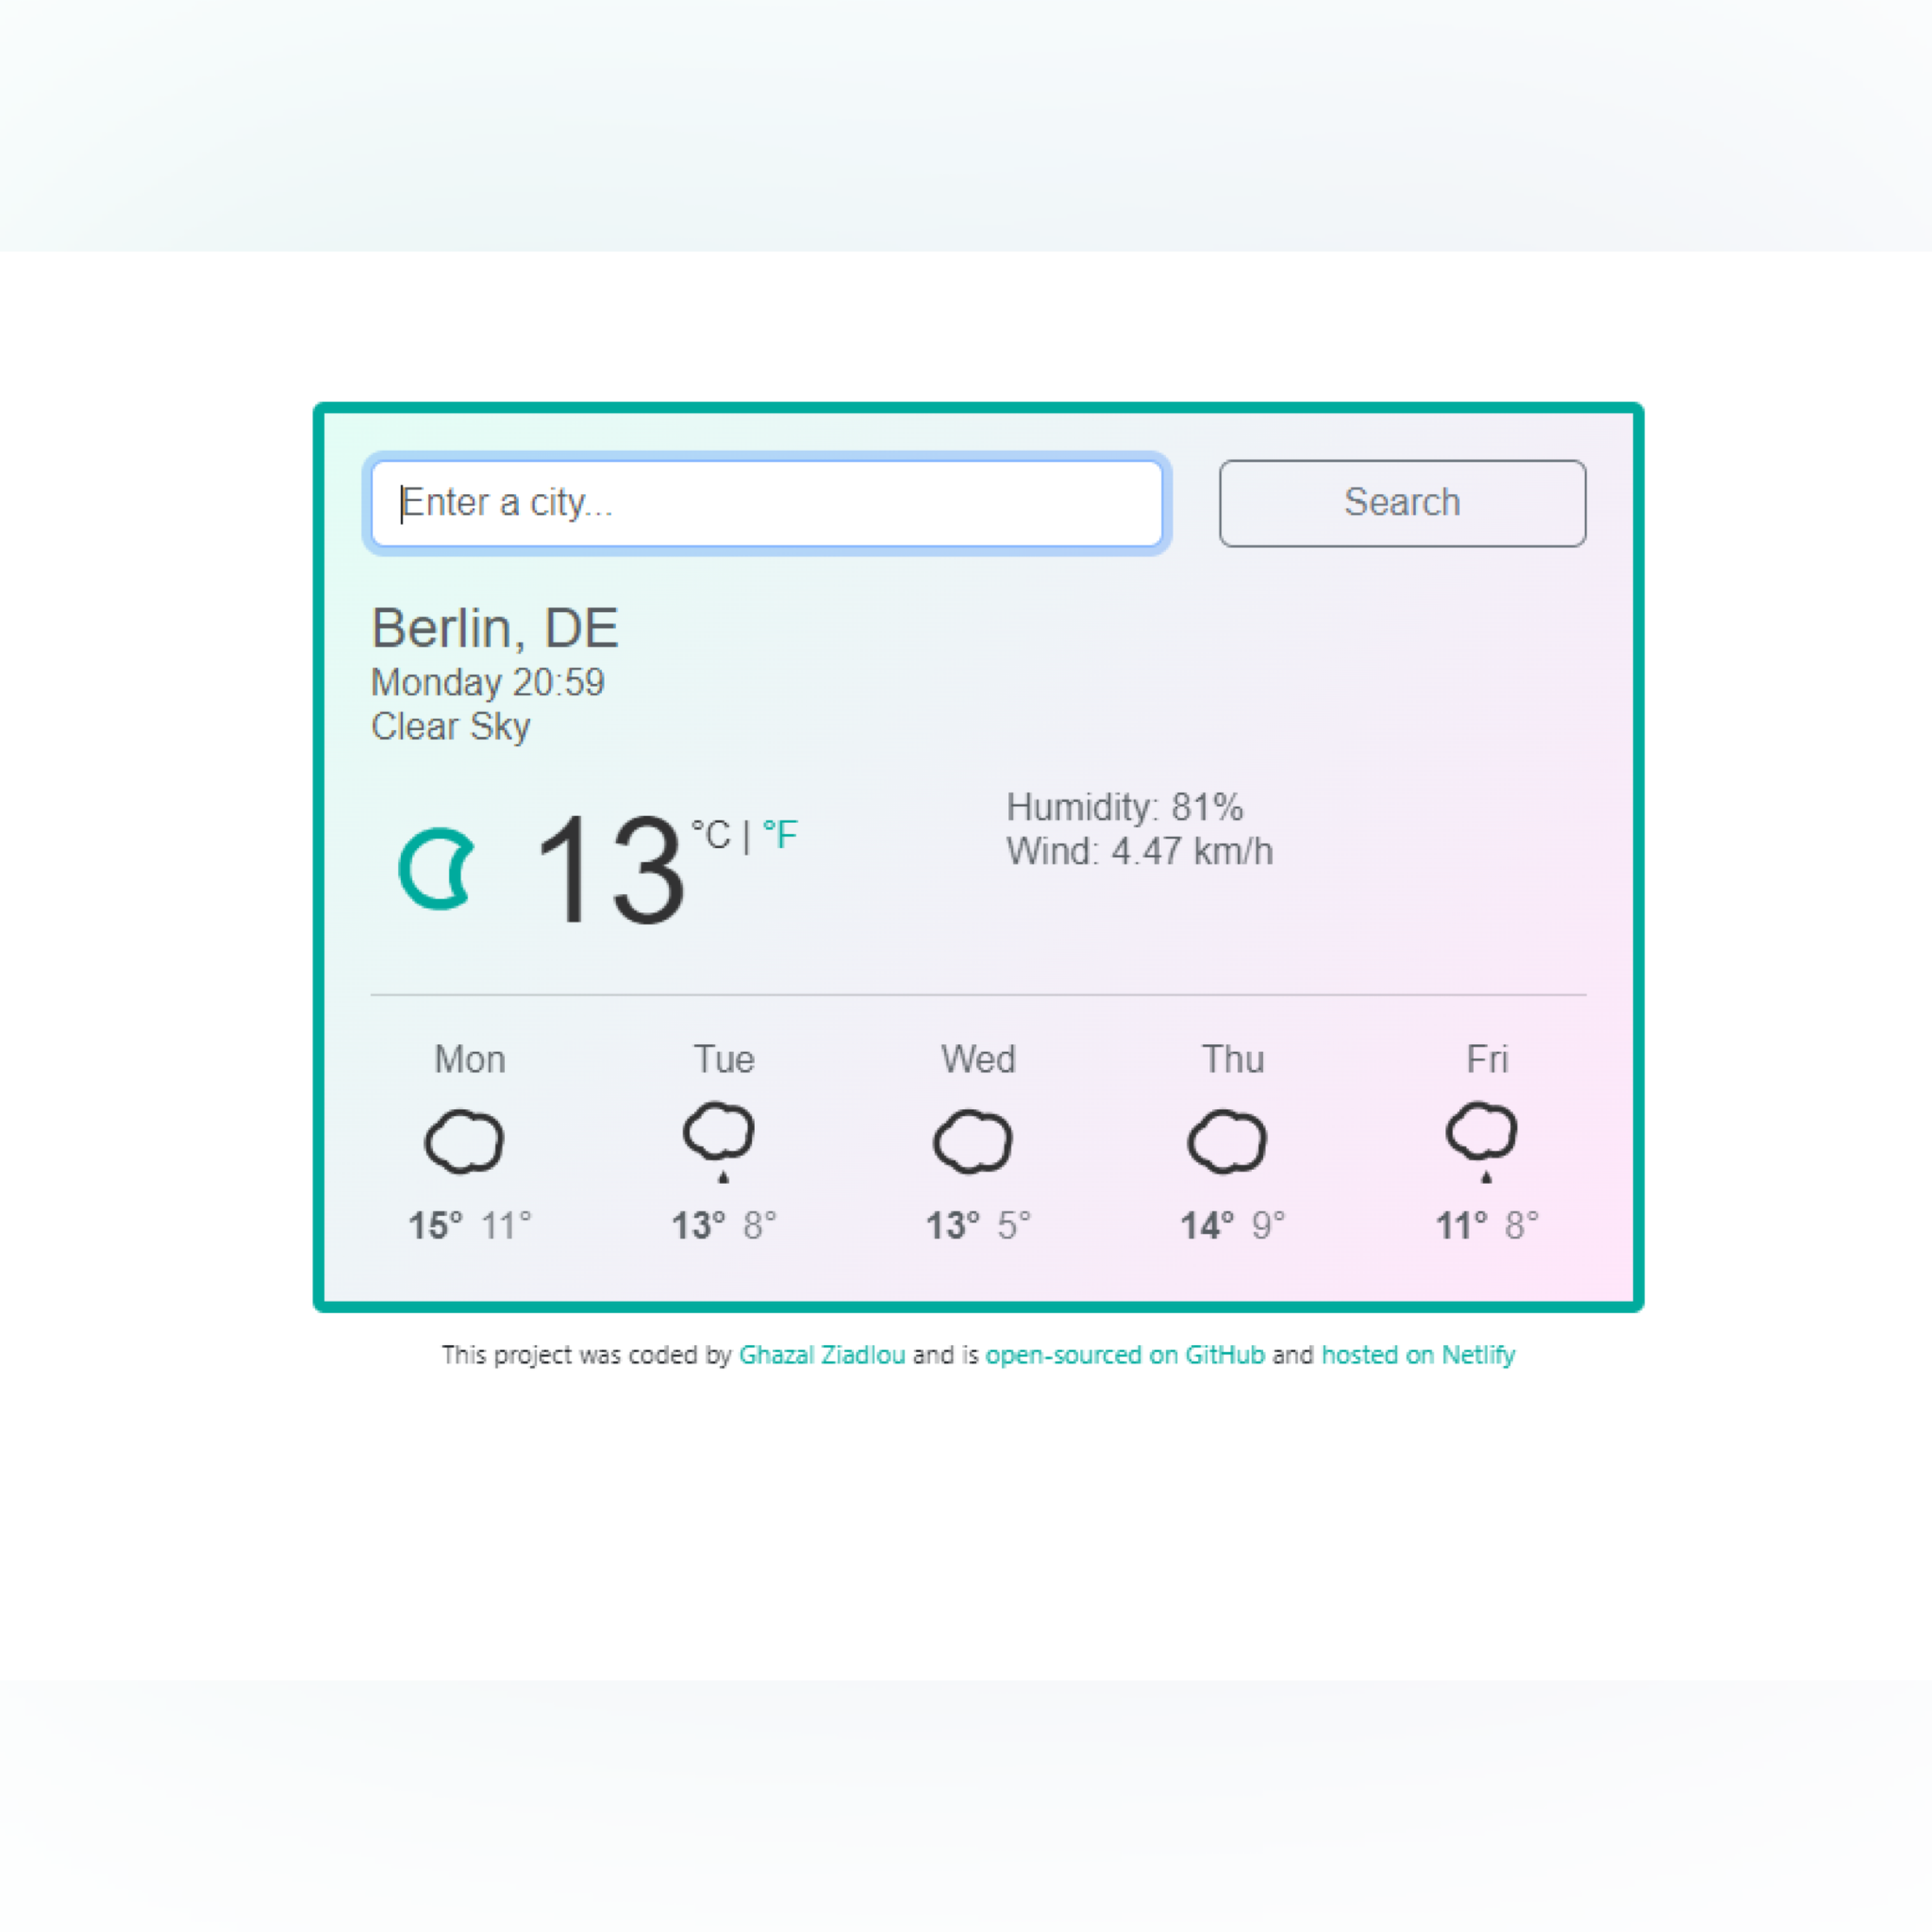 Enter a city...
Search
Berlin, DE
Monday 20:59
Clear Sky
13 °C | °F
Humidity: 81%
Wind: 4.47 km/h
Mon Tue Wed Thu Fri
15° 11° 13° 8° 13° 5° 14° 9° 11° 8°
This project was coded by Ghazal Ziadlou and is open-sourced on GitHub and hosted on Netlify